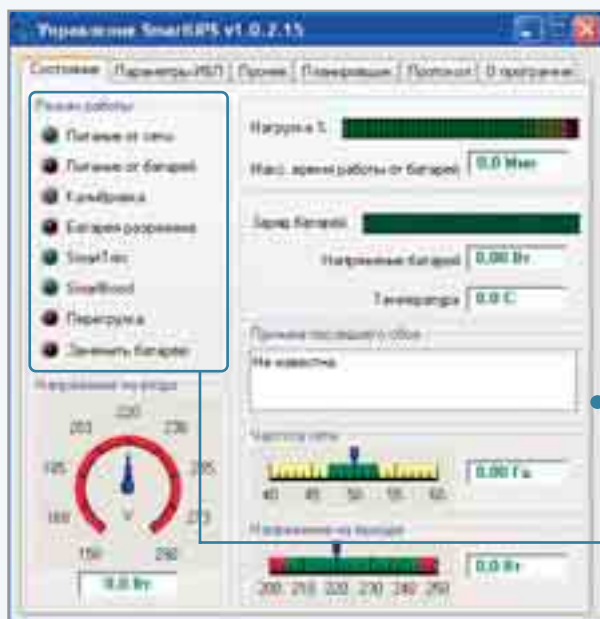 Управление SmartUPS v1.0.2.15
Состояние Параметры ИБП Прочее Планировщик Протокол О программе
Режим работы
Питание от сети
Питание от батарей
Калибровка
Батарея разряжена
SmartTrim
SmartBoost
Перегрузка
Заменить батарею
Нагрузка %
Макс. время работы от батарей 0,0 Мин
Заряд батарей
Напряжение батарей 0,00 Вт
Температура 0.0 С
Причина последнего сбоя
Не известна
Напряжение на входе
220
203 238
185
168 273
150 290
V
0.0 Вт
Частота сети
40 45 50 55 60
0,00 Гц
Напряжение на выходе
200 210 220 230 240 250
0,0 Вт